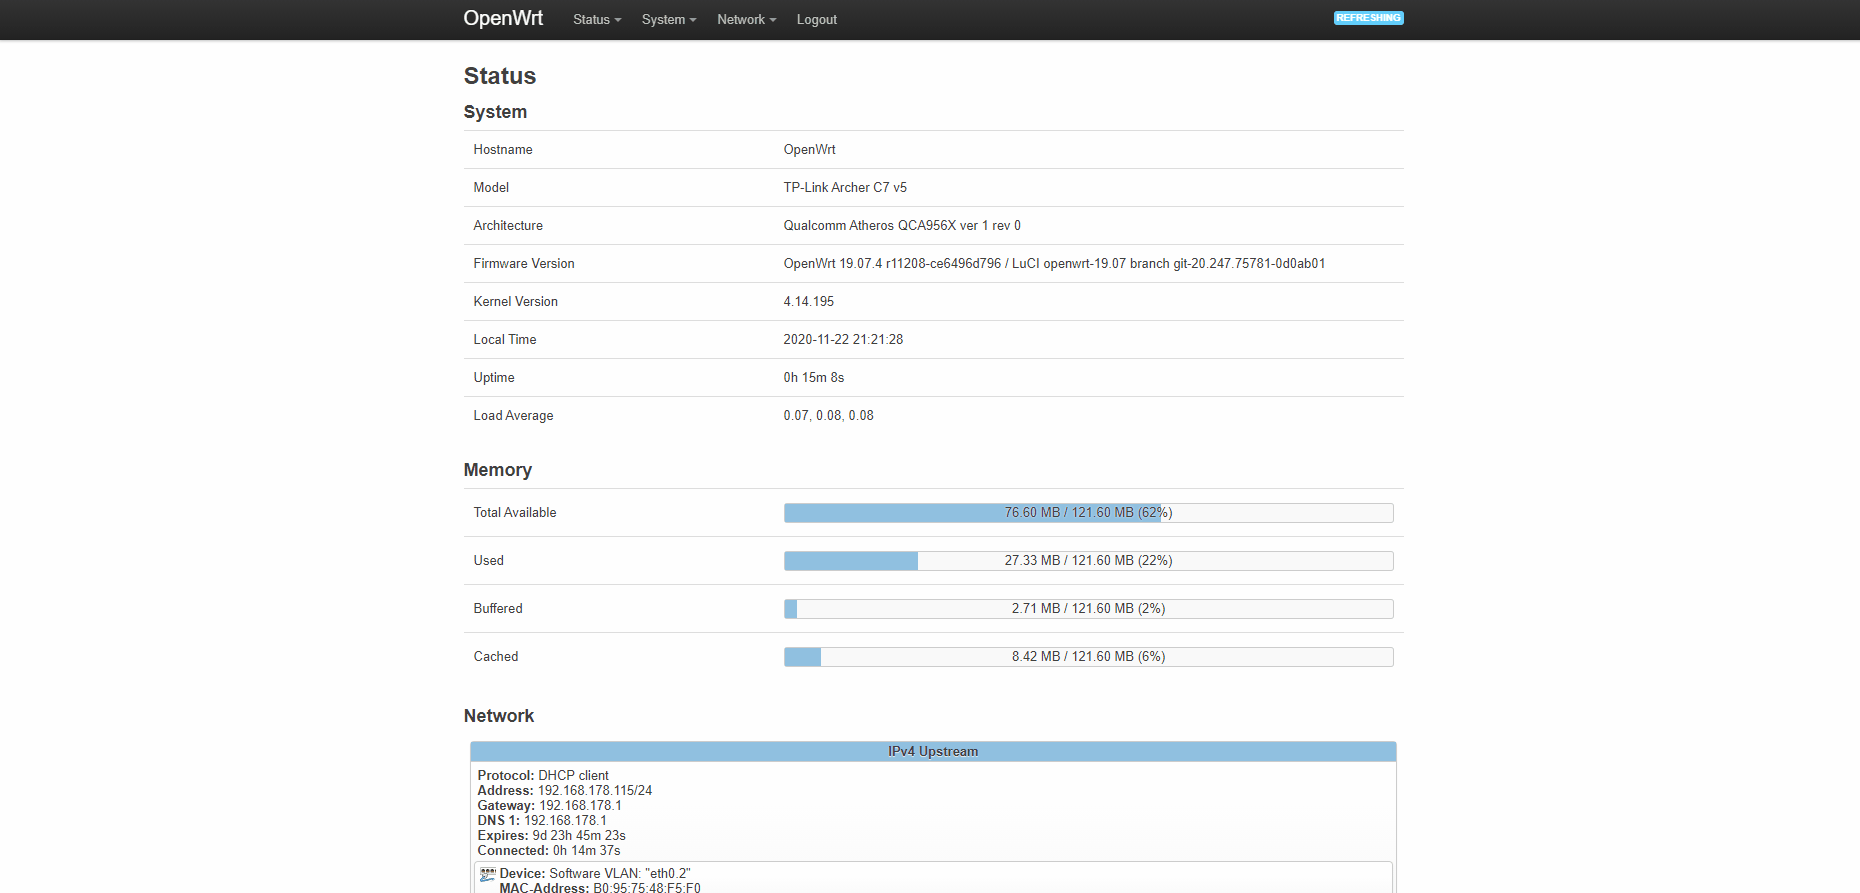 OpenWrt Status System Network Logout REFRESHING
Status
System
Hostname OpenWrt
Model TP-Link Archer C7 v5
Architecture Qualcomm Atheros QCA956X ver 1 rev 0
Firmware Version OpenWrt 19.07.4 r11208-ce6496d796 / LuCI openwrt-19.07 branch git-20.247.75781-0d0ab01
Kernel Version 4.14.195
Local Time 2020-11-22 21:21:28
Uptime 0h 15m 8s
Load Average 0.07, 0.08, 0.08
Memory
Total Available 76.60 MB / 121.60 MB (62%)
Used 27.33 MB / 121.60 MB (22%)
Buffered 2.71 MB / 121.60 MB (2%)
Cached 8.42 MB / 121.60 MB (6%)
Network
IPv4 Upstream
Protocol: DHCP client
Address: 192.168.178.115/24
Gateway: 192.168.178.1
DNS 1: 192.168.178.1
Expires: 9d 23h 45m 23s
Connected: 0h 14m 37s
Device: Software VLAN: "eth0.2"
MAC-Address: B0:95:75:48:F5:F0